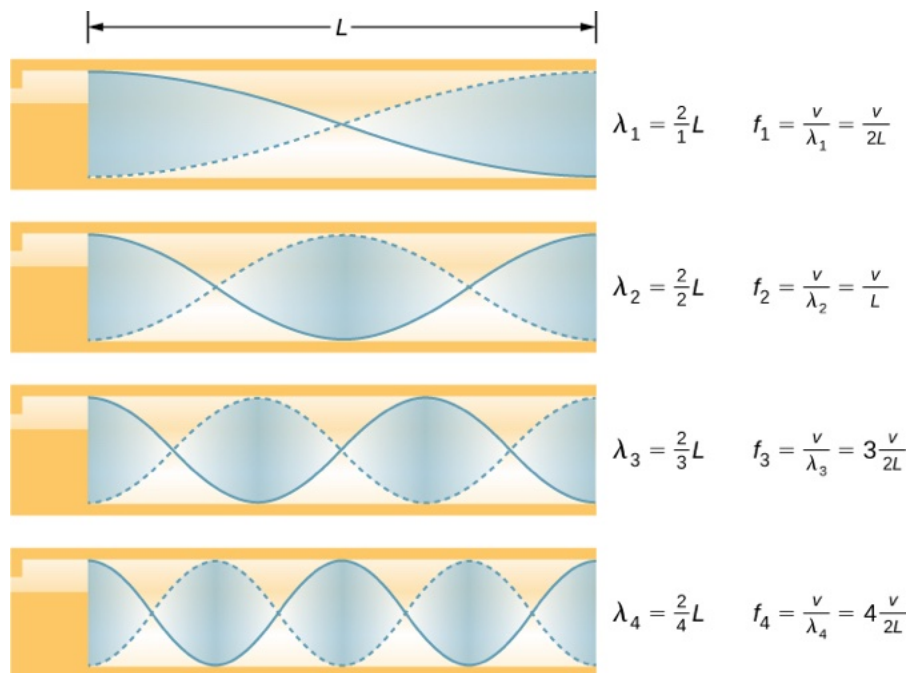 L
λ₁ = 2/1 L f₁ = v/λ₁ = v/2L
λ₂ = 2/2 L f₂ = v/λ₂ = v/L
λ₃ = 2/3 L f₃ = v/λ₃ = 3 v/2L
λ₄ = 2/4 L f₄ = v/λ₄ = 4 v/2L